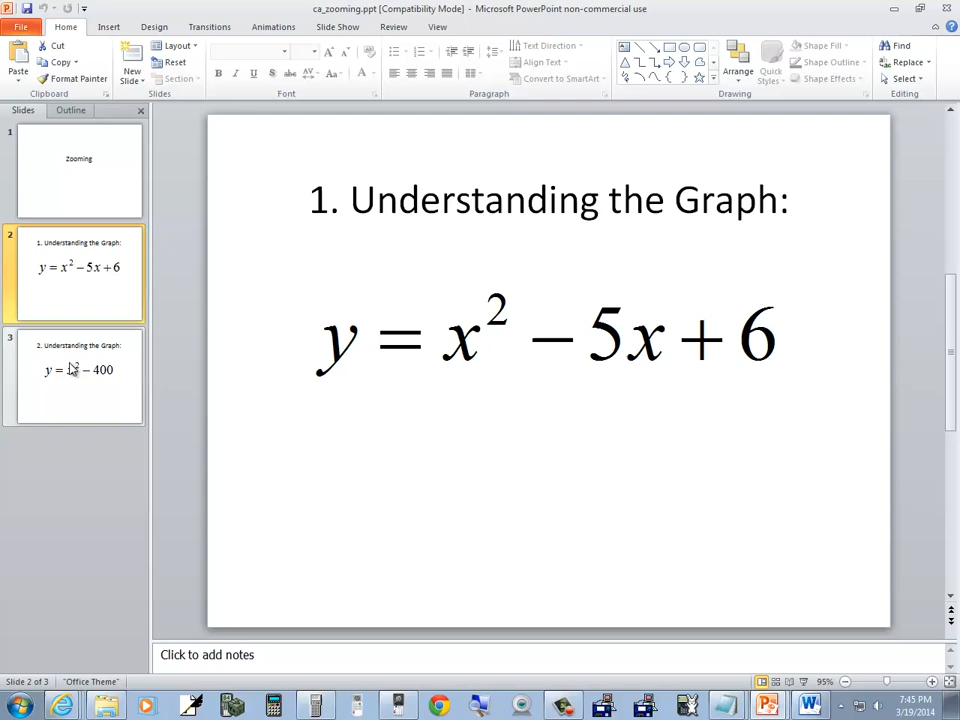 ca_zooming.ppt [Compatibility Mode] - Microsoft PowerPoint non-commercial use
File Home Insert Design Transitions Animations Slide Show Review View
Cut
Copy
Format Painter
Paste
Clipboard
New
Slide
Layout
Reset
Section
Slides
B I U S abc AV Aa A
Font
Text Direction
Align Text
Convert to SmartArt
Paragraph
Arrange
Quick
Styles
Shape Fill
Shape Outline
Shape Effects
Drawing
Find
Replace
Select
Editing
Slides Outline
1
Zooming
2
1. Understanding the Graph:
y = x² − 5x + 6
3
2. Understanding the Graph:
y = − 400
1. Understanding the Graph:
y = x² − 5x + 6
Click to add notes
Slide 2 of 3 "Office Theme" 95%
7:45 PM
3/19/2014